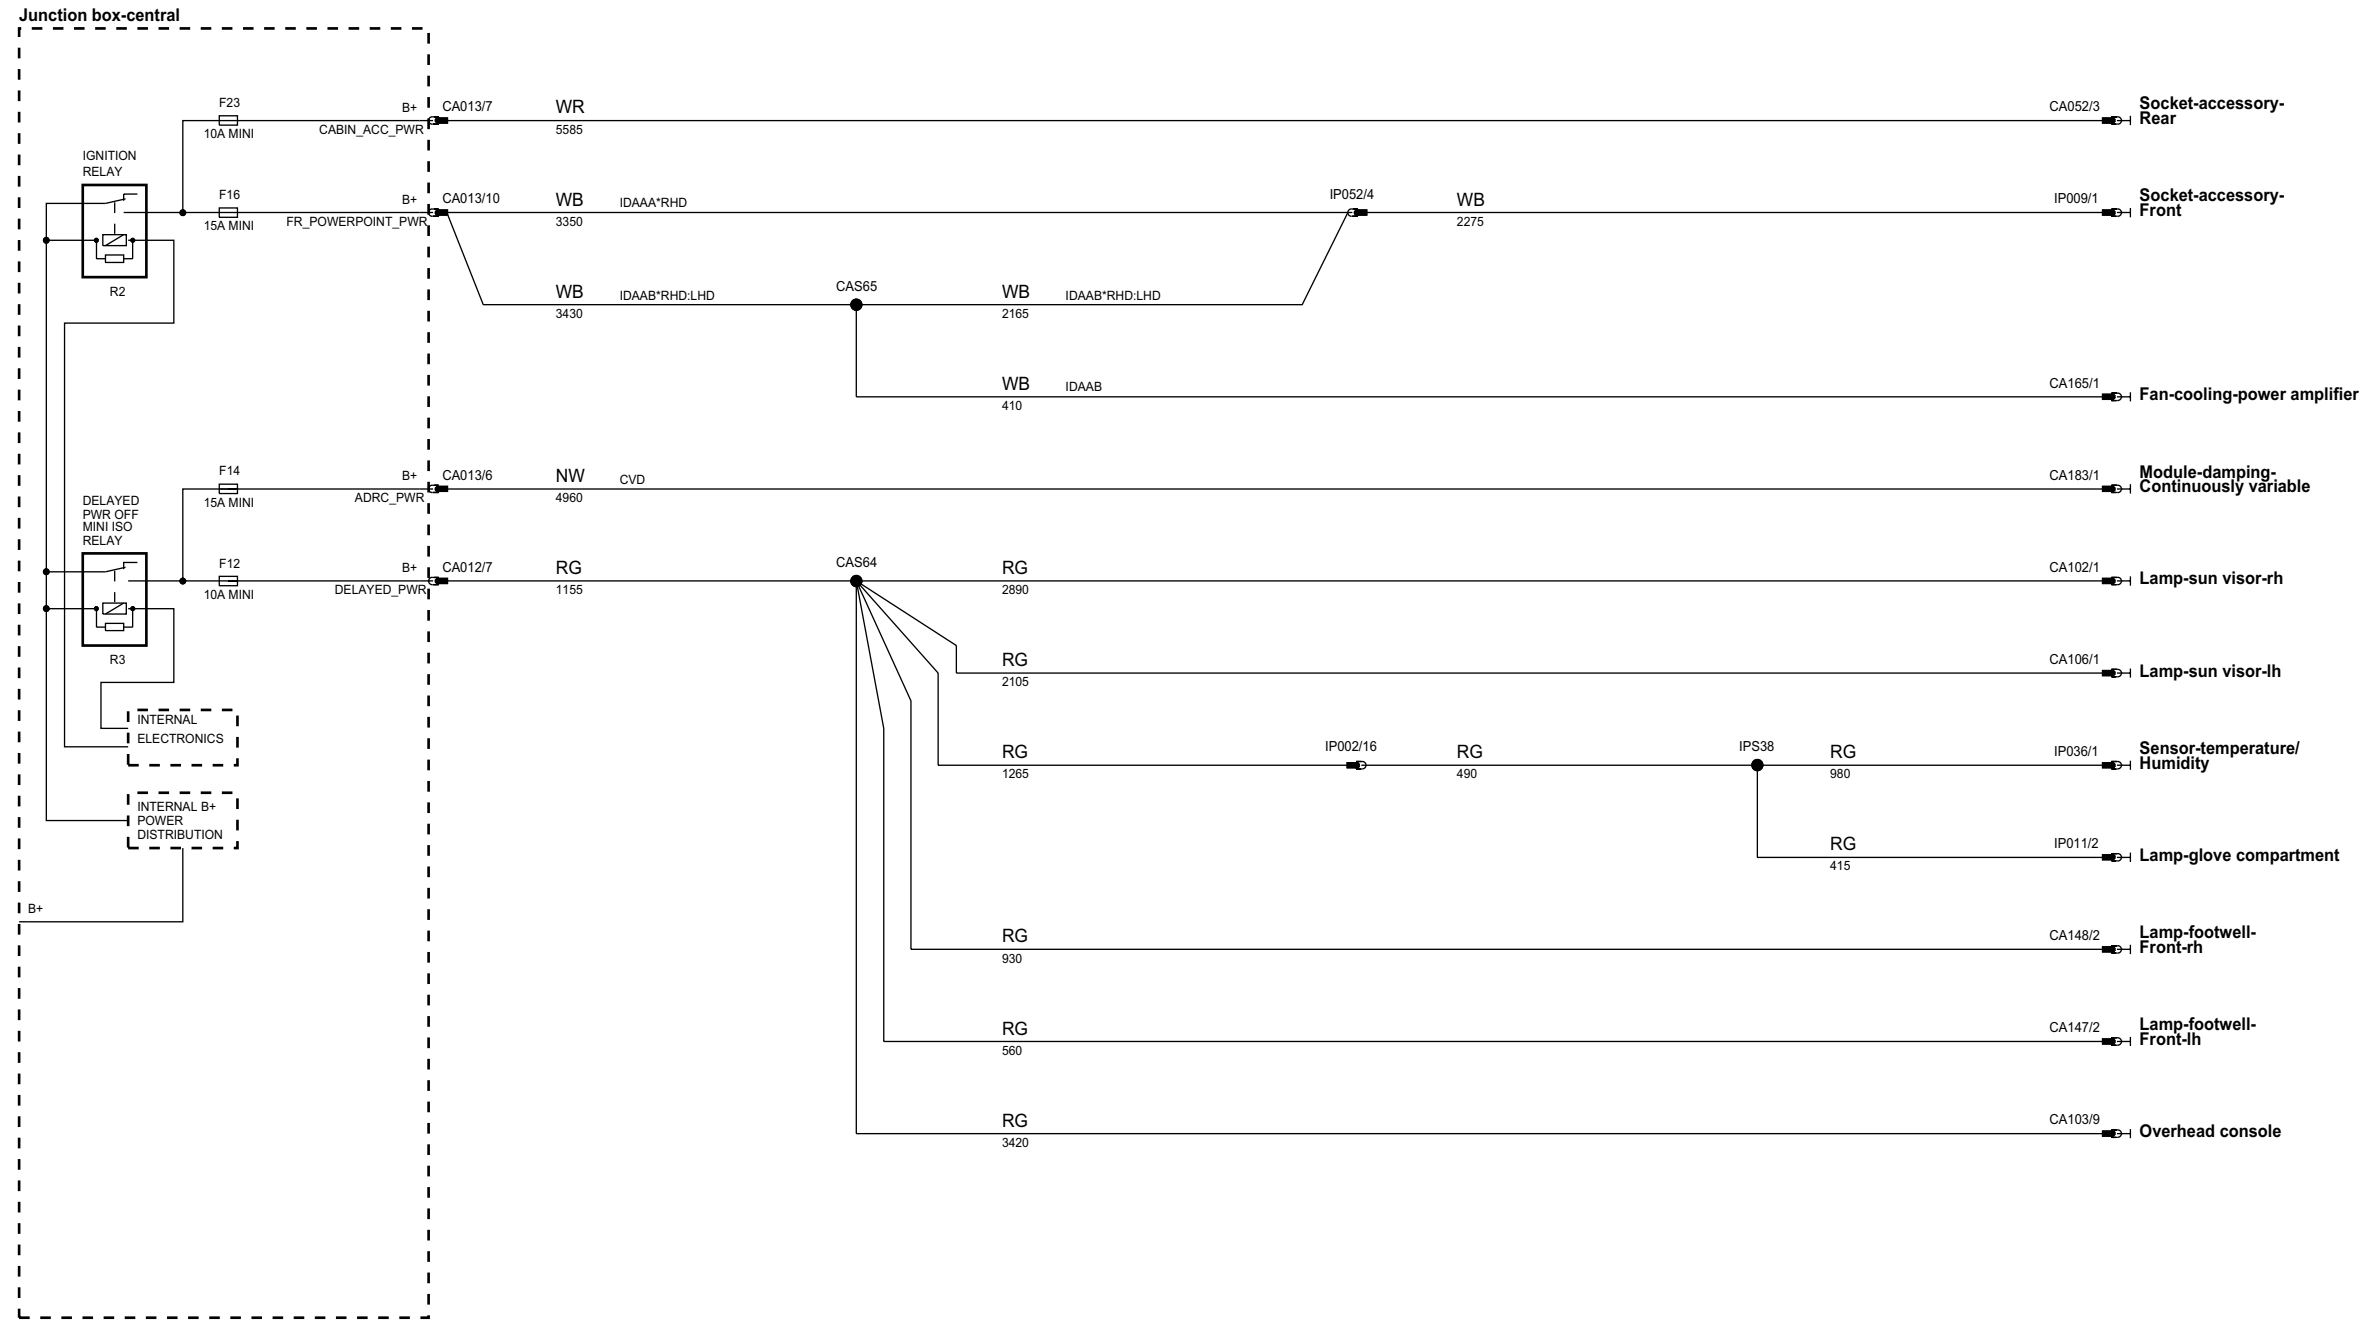 Junction box-central
F23
B+
CA013/7
WR
CA052/3
Socket-accessory-
Rear
10A MINI
CABIN_ACC_PWR
5585
IGNITION
RELAY
F16
B+
CA013/10
WB
IDAAA*RHD
IP052/4
WB
IP009/1
Socket-accessory-
Front
15A MINI
FR_POWERPOINT_PWR
3350
2275
R2
WB
IDAAB*RHD:LHD
CAS65
WB
IDAAB*RHD:LHD
3430
2165
WB
IDAAB
CA165/1
Fan-cooling-power amplifier
410
F14
B+
CA013/6
NW
CVD
CA183/1
Module-damping-
Continuously variable
15A MINI
ADRC_PWR
4960
DELAYED
PWR OFF
MINI ISO
RELAY
F12
B+
CA012/7
RG
CAS64
RG
CA102/1
Lamp-sun visor-rh
10A MINI
DELAYED_PWR
1155
2890
R3
RG
CA106/1
Lamp-sun visor-lh
2105
INTERNAL
ELECTRONICS
RG
IP002/16
RG
IPS38
RG
IP036/1
Sensor-temperature/
Humidity
1265
490
980
INTERNAL B+
POWER
DISTRIBUTION
RG
IP011/2
Lamp-glove compartment
415
B+
RG
CA148/2
Lamp-footwell-
Front-rh
930
RG
CA147/2
Lamp-footwell-
Front-lh
560
RG
CA103/9
Overhead console
3420